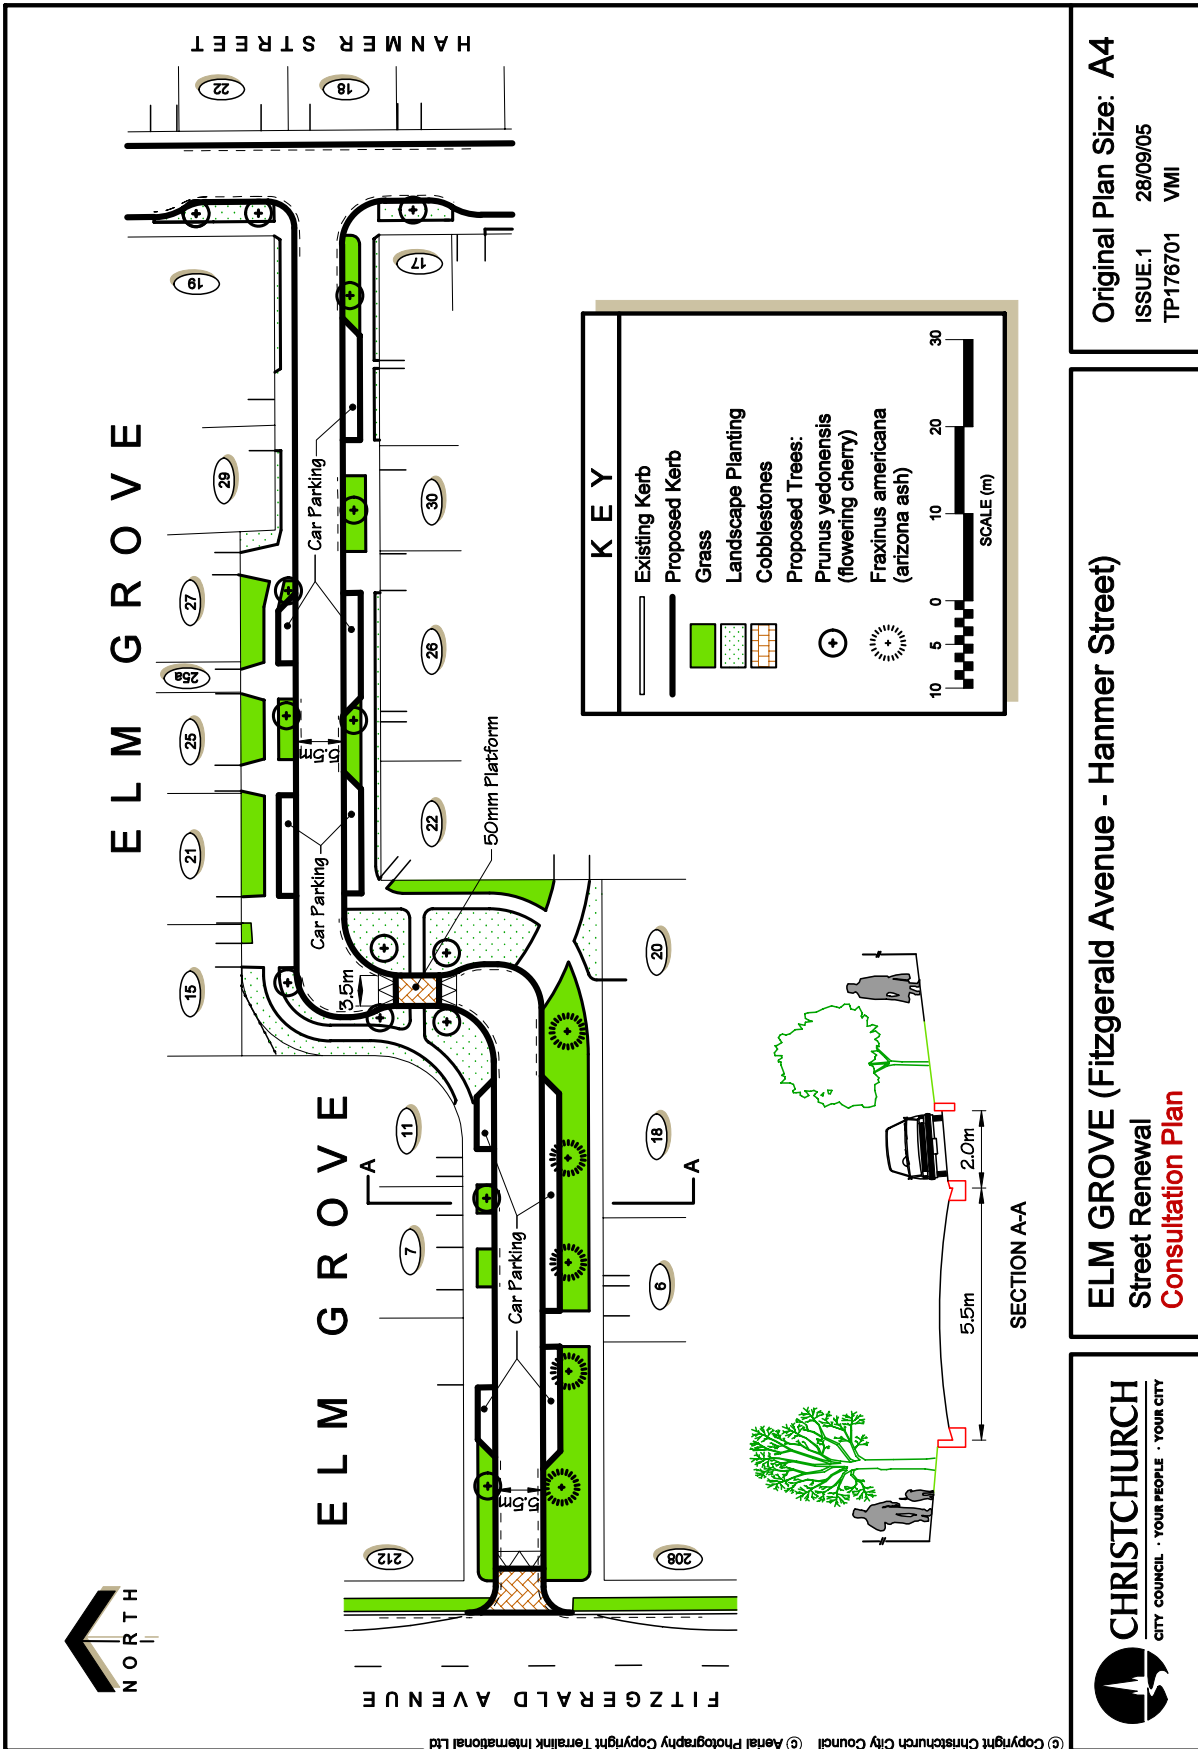 HANMER STREET
22
18
19
17
ELM GROVE
29
27
25a
25
21
15
30
26
22
20
Car Parking
Car Parking
5.5m
50mm Platform
3.5m
ELM GROVE
11
7
18
6
A
A
Car Parking
5.5m
212
208
FITZGERALD AVENUE
NORTH
KEY
Existing Kerb
Proposed Kerb
Grass
Landscape Planting
Cobblestones
Proposed Trees:
Prunus yedonensis
(flowering cherry)
Fraxinus americana
(arizona ash)
10 5 0 10 20 30
SCALE (m)
5.5m
2.0m
SECTION A-A
© Copyright Christchurch City Council © Aerial Photography Copyright Terralink International Ltd
CHRISTCHURCH
CITY COUNCIL · YOUR PEOPLE · YOUR CITY
ELM GROVE (Fitzgerald Avenue - Hanmer Street)
Street Renewal
Consultation Plan
Original Plan Size: A4
ISSUE.1 28/09/05
TP176701 VMI